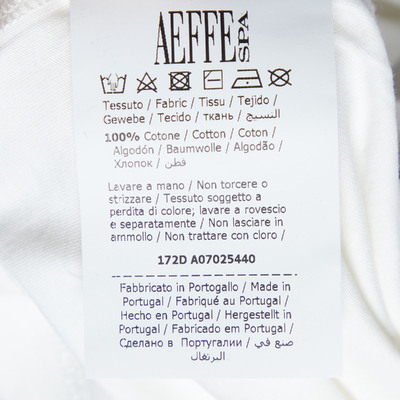 AEFFE SPA
Tessuto / Fabric / Tissu / Tejido /
Gewebe / Tecido / ткань / النسيج /
100% Cotone / Cotton / Coton /
Algodón / Baumwolle / Algodão /
Хлопок / قطن /
Lavare a mano / Non torcere o
strizzare / Tessuto soggetto a
perdita di colore; lavare a rovescio
e separatamente / Non lasciare in
ammollo / Non trattare con cloro /
172D A07025440
Fabbricato in Portogallo / Made in
Portugal / Fabriqué au Portugal /
Hecho en Portugal / Hergestellt in
Portugal / Fabricado em Portugal /
Сделано в Португалии / صنع في
البرتغال